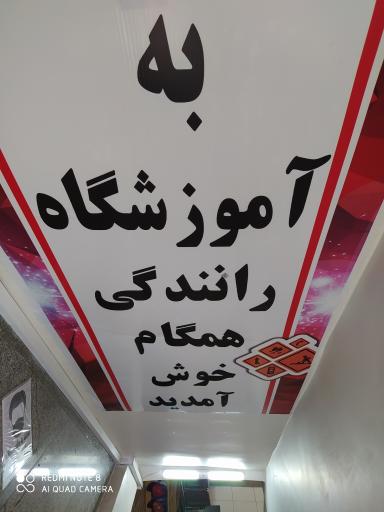 به
آموزشگاه
رانندگی
همگام
خوش
آمدید
REDMI NOTE 8
AI QUAD CAMERA